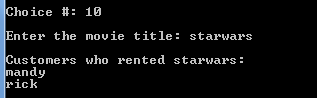 Choice #: 10
Enter the movie title: starwars
Customers who rented starwars:
mandy
rick